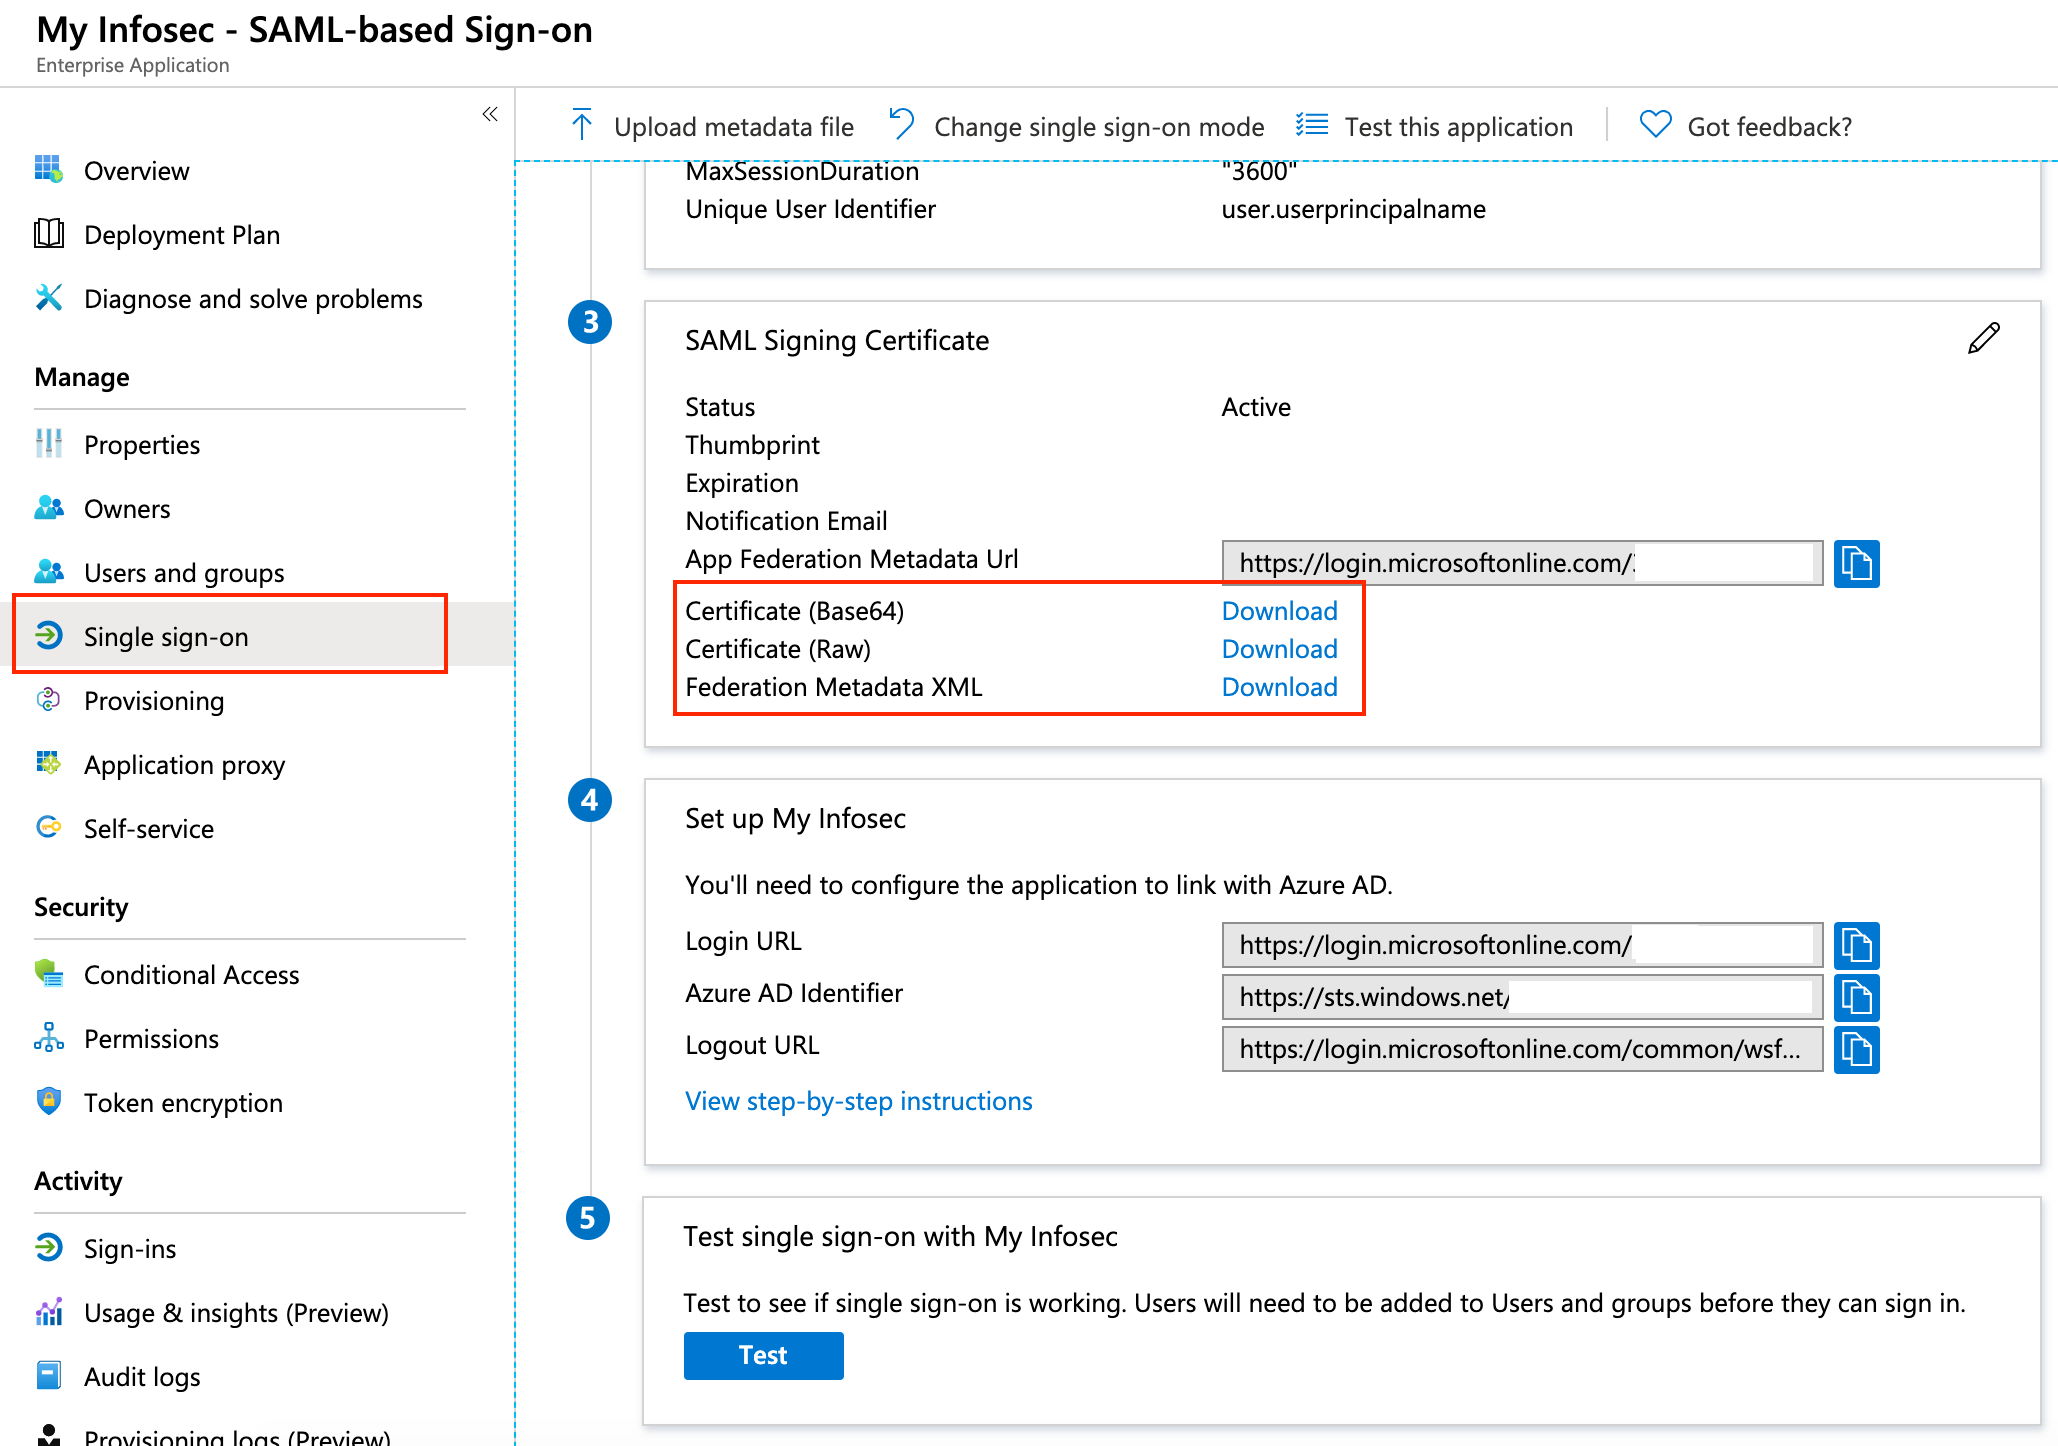 My Infosec - SAML-based Sign-on
Enterprise Application
«
Overview
Deployment Plan
Diagnose and solve problems
Manage
Properties
Owners
Users and groups
Single sign-on
Provisioning
Application proxy
Self-service
Security
Conditional Access
Permissions
Token encryption
Activity
Sign-ins
Usage & insights (Preview)
Audit logs
Provisioning logs (Preview)
Upload metadata file Change single sign-on mode Test this application Got feedback?
MaxSessionDuration "3600"
Unique User Identifier user.userprincipalname
3
SAML Signing Certificate
Status Active
Thumbprint
Expiration
Notification Email
App Federation Metadata Url https://login.microsoftonline.com/
Certificate (Base64) Download
Certificate (Raw) Download
Federation Metadata XML Download
4
Set up My Infosec
You'll need to configure the application to link with Azure AD.
Login URL https://login.microsoftonline.com/
Azure AD Identifier https://sts.windows.net/
Logout URL https://login.microsoftonline.com/common/wsf...
View step-by-step instructions
5
Test single sign-on with My Infosec
Test to see if single sign-on is working. Users will need to be added to Users and groups before they can sign in.
Test